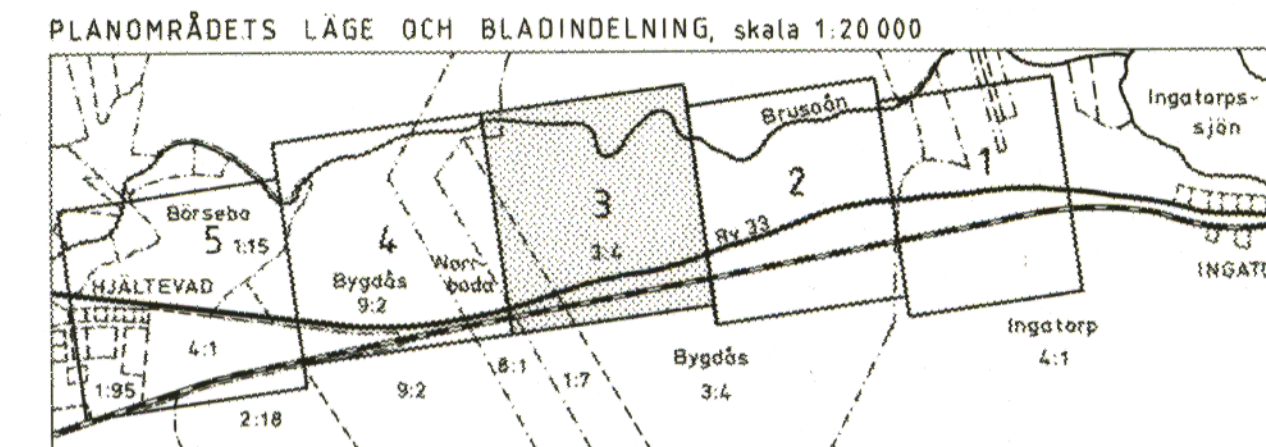 PLANOMRÅDETS LÄGE OCH BLADINDELNING, skala 1:20 000
Ingatorps-
sjön
Brusaån
1
2
3
3:4
Rv 33
Börsebo
5 1:15
HJÄLTEVAD
4
Bygdås
9:2
Worr-
boda
4:1
1:95
2:18
9:2
8:1
1:7
Bygdås
3:4
Ingatorp
4:1
INGATO